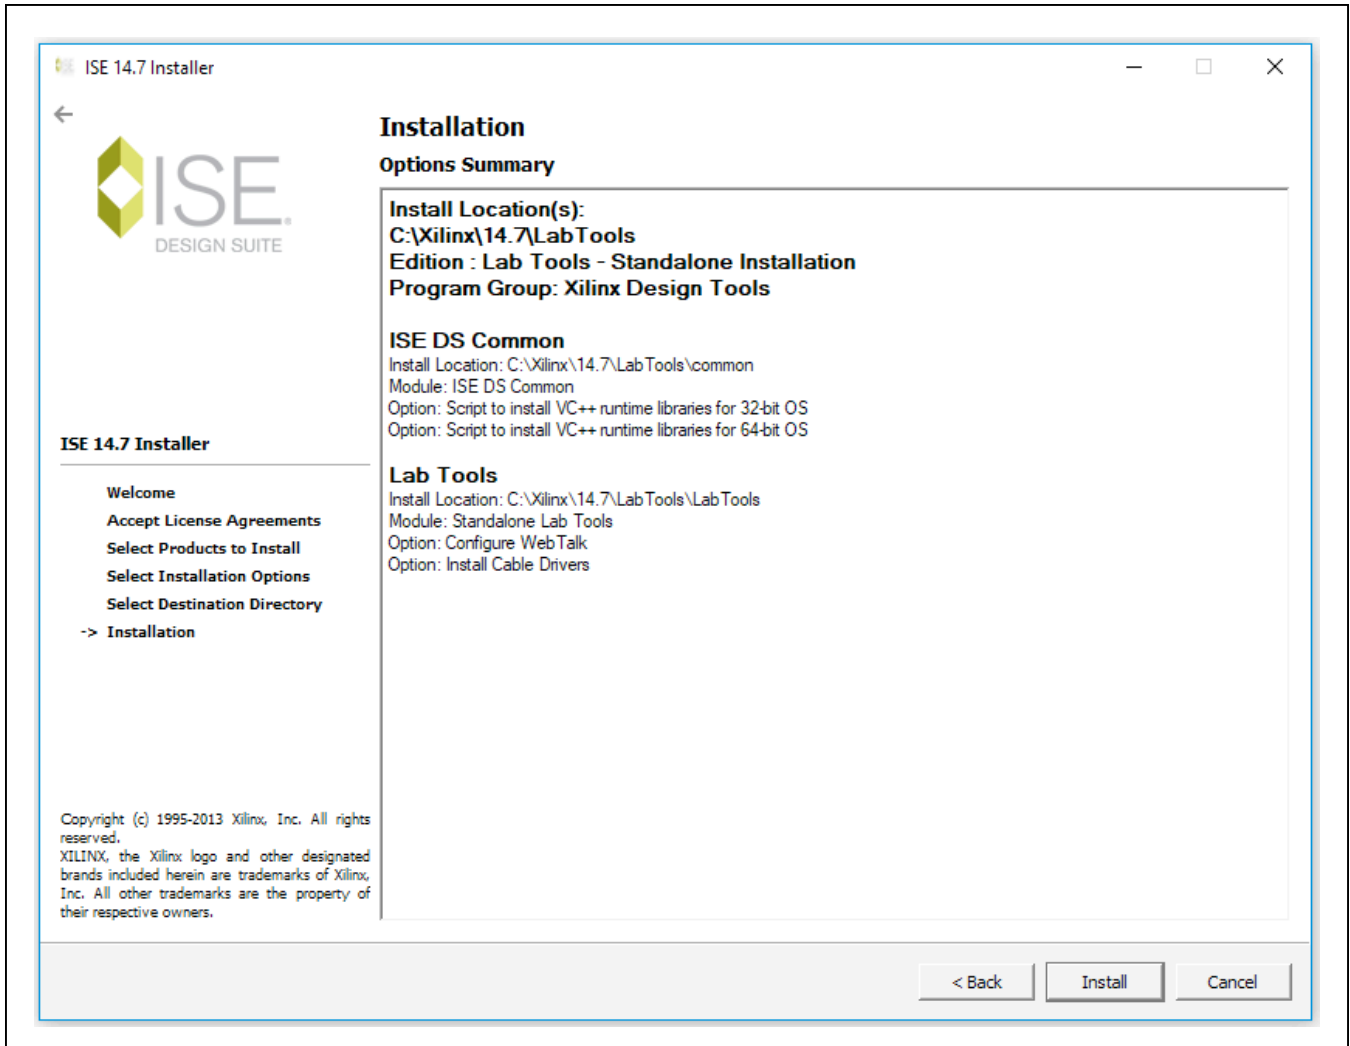 ISE 14.7 Installer
ISE.
DESIGN SUITE
ISE 14.7 Installer
Welcome
Accept License Agreements
Select Products to Install
Select Installation Options
Select Destination Directory
-> Installation
Copyright (c) 1995-2013 Xilinx, Inc. All rights
reserved.
XILINX, the Xilinx logo and other designated
brands included herein are trademarks of Xilinx,
Inc. All other trademarks are the property of
their respective owners.
Installation
Options Summary
Install Location(s):
C:\Xilinx\14.7\LabTools
Edition : Lab Tools - Standalone Installation
Program Group: Xilinx Design Tools
ISE DS Common
Install Location: C:\Xilinx\14.7\LabTools\common
Module: ISE DS Common
Option: Script to install VC++ runtime libraries for 32-bit OS
Option: Script to install VC++ runtime libraries for 64-bit OS
Lab Tools
Install Location: C:\Xilinx\14.7\LabTools\LabTools
Module: Standalone Lab Tools
Option: Configure WebTalk
Option: Install Cable Drivers
< Back
Install
Cancel